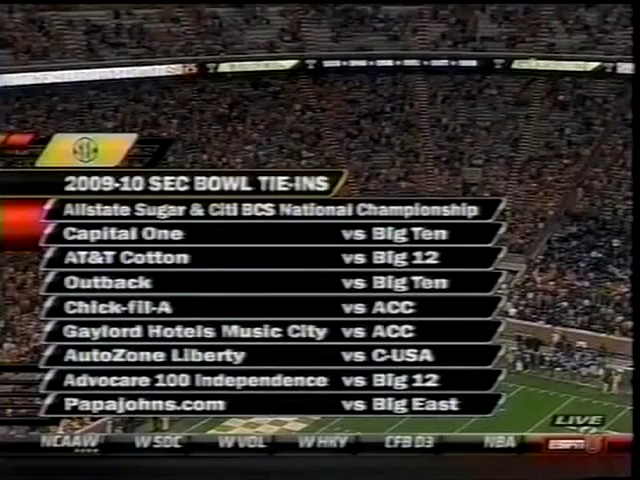 SEC
2009-10 SEC BOWL TIE-INS
Allstate Sugar & Citi BCS National Championship
Capital One vs Big Ten
AT&T Cotton vs Big 12
Outback vs Big Ten
Chick-fil-A vs ACC
Gaylord Hotels Music City vs ACC
AutoZone Liberty vs C-USA
Advocare 100 Independence vs Big 12
Papajohns.com vs Big East
LIVE
NCAAW W SOC W VOL W HKY CFB D3 NBA ESPNU